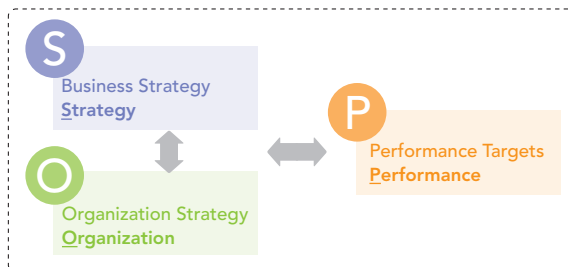 S
Business Strategy
Strategy
P
Performance Targets
Performance
O
Organization Strategy
Organization